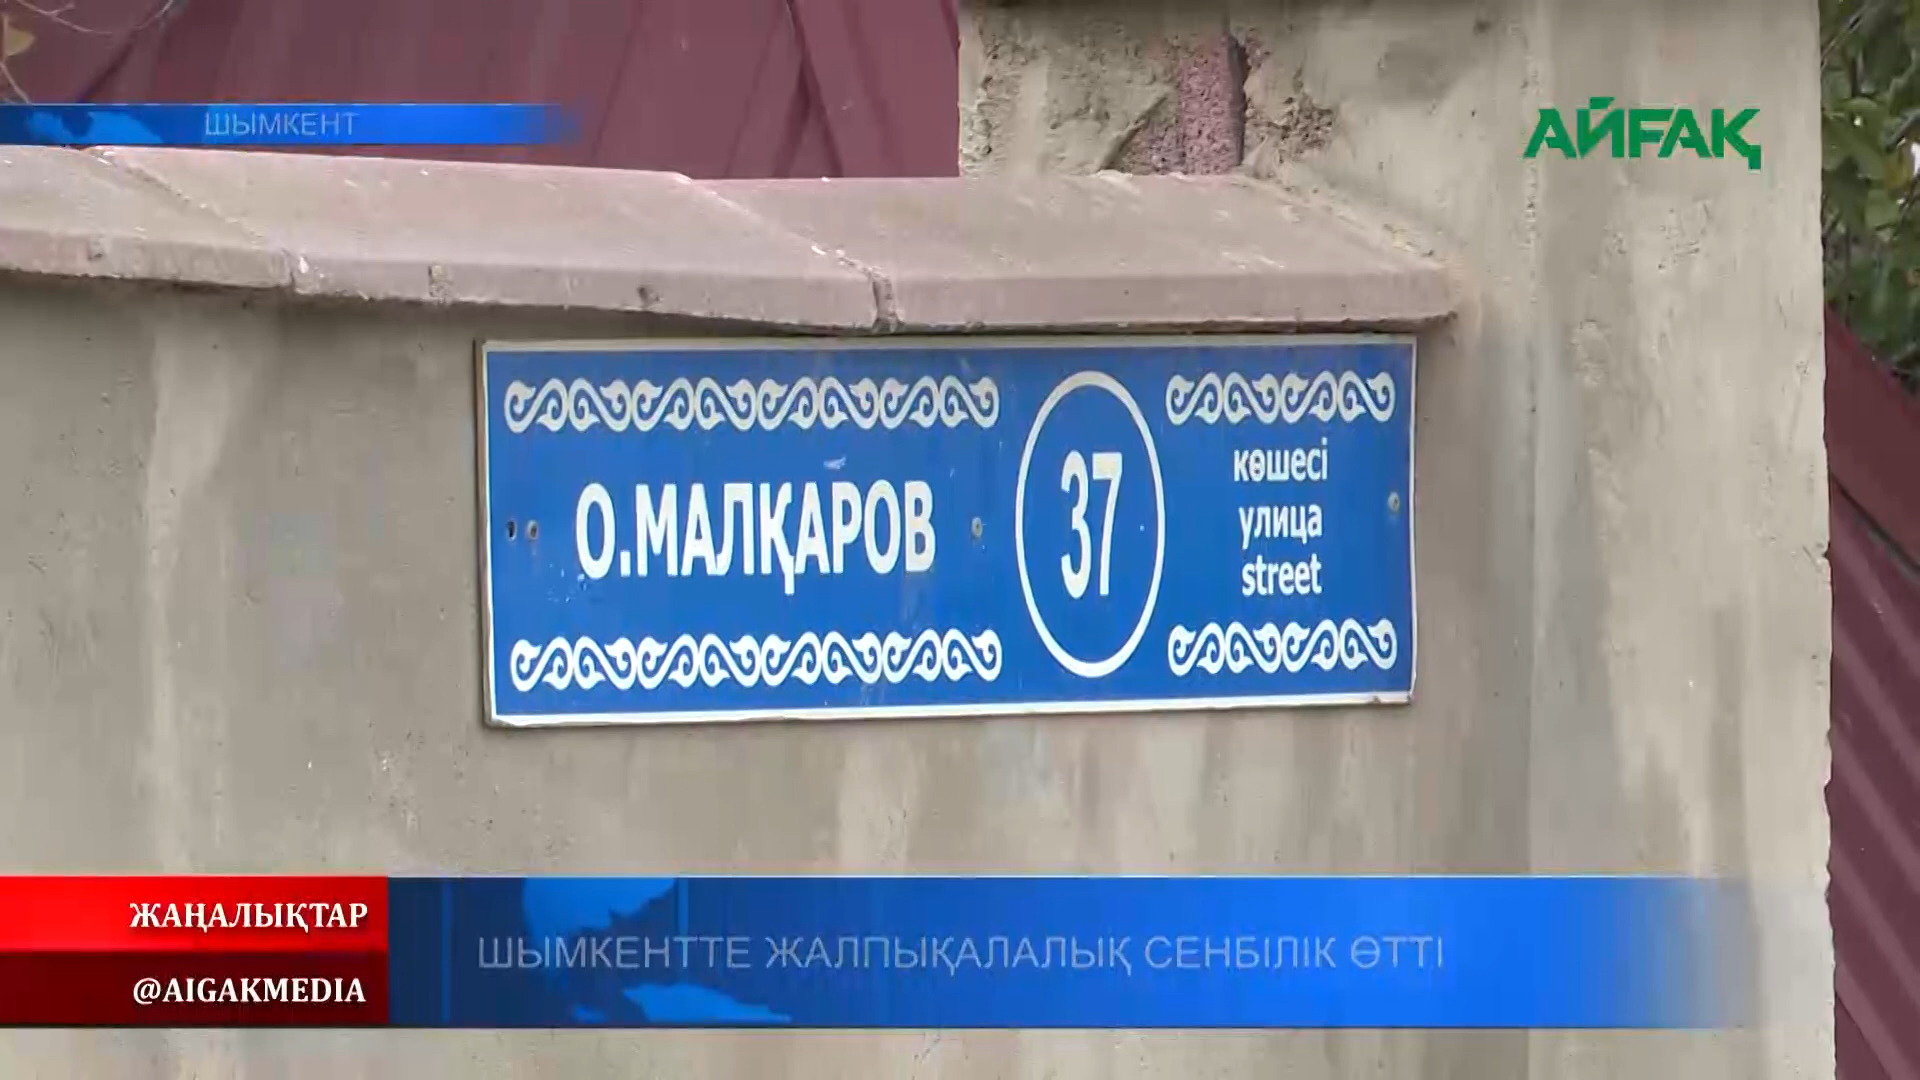 ШЫМКЕНТ
АЙҒАҚ
О.МАЛҚАРОВ
37
көшесі
улица
street
ЖАҢАЛЫҚТАР
@AIGAKMEDIA
ШЫМКЕНТТЕ ЖАЛПЫҚАЛАЛЫҚ СЕНБІЛІК ӨТТІ